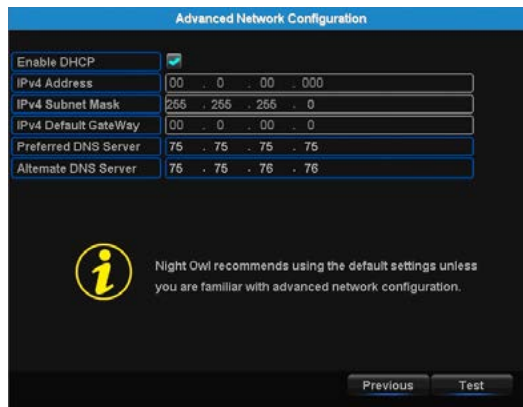 Advanced Network Configuration
Enable DHCP
IPv4 Address 00 . 0 . 00 . 000
IPv4 Subnet Mask 255 . 255 . 255 . 0
IPv4 Default GateWay 00 . 0 . 00 . 0
Preferred DNS Server 75 . 75 . 75 . 75
Altemate DNS Server 75 . 75 . 76 . 76
Night Owl recommends using the default settings unless
you are familiar with advanced network configuration.
Previous Test